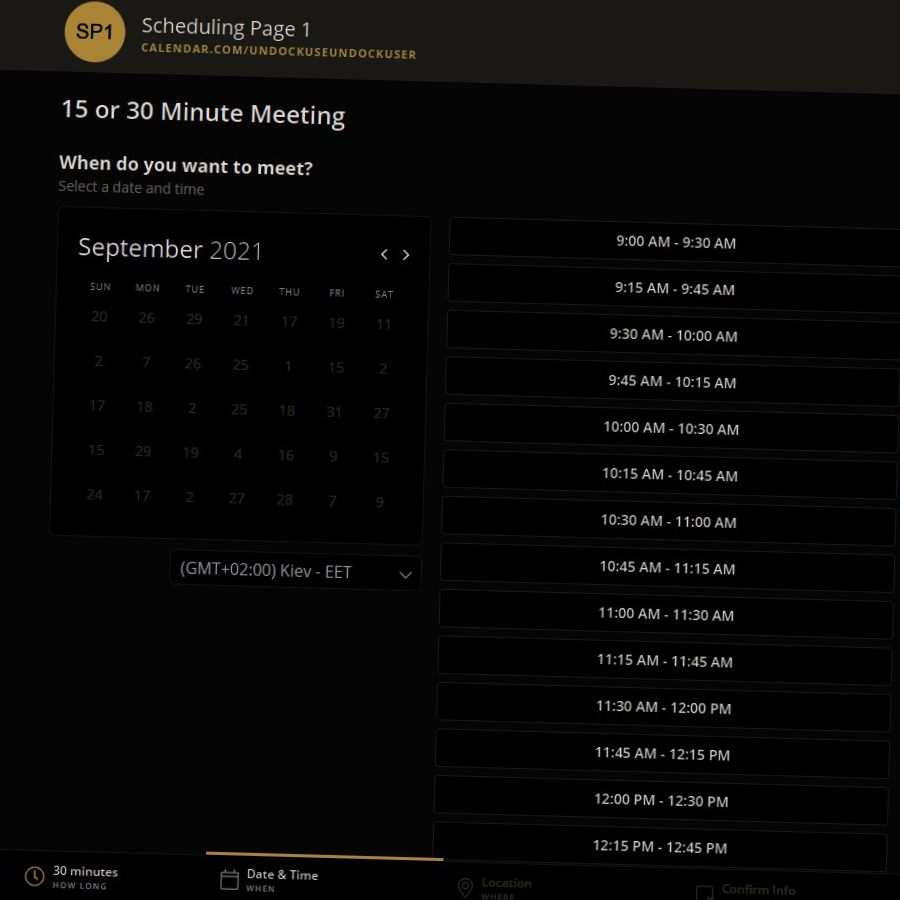 SP1
Scheduling Page 1
CALENDAR.COM/UNDOCKUSEUNDOCKUSER
15 or 30 Minute Meeting
When do you want to meet?
Select a date and time
September 2021
SUN MON TUE WED THU FRI SAT
20 26 29 21 17 19 11
2 7 26 25 1 15 2
17 18 2 25 18 31 27
15 29 19 4 16 9 15
24 17 2 27 28 7 9
(GMT+02:00) Kiev - EET
9:00 AM - 9:30 AM
9:15 AM - 9:45 AM
9:30 AM - 10:00 AM
9:45 AM - 10:15 AM
10:00 AM - 10:30 AM
10:15 AM - 10:45 AM
10:30 AM - 11:00 AM
10:45 AM - 11:15 AM
11:00 AM - 11:30 AM
11:15 AM - 11:45 AM
11:30 AM - 12:00 PM
11:45 AM - 12:15 PM
12:00 PM - 12:30 PM
12:15 PM - 12:45 PM
30 minutes
HOW LONG
Date & Time
WHEN
Location
WHERE
Confirm Info